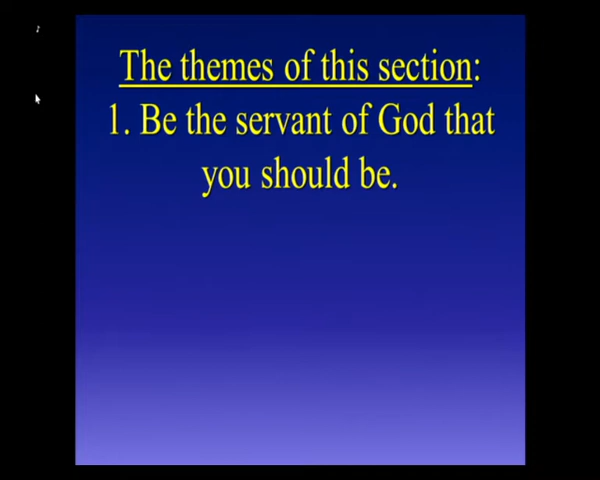 The themes of this section:
1. Be the servant of God that
you should be.